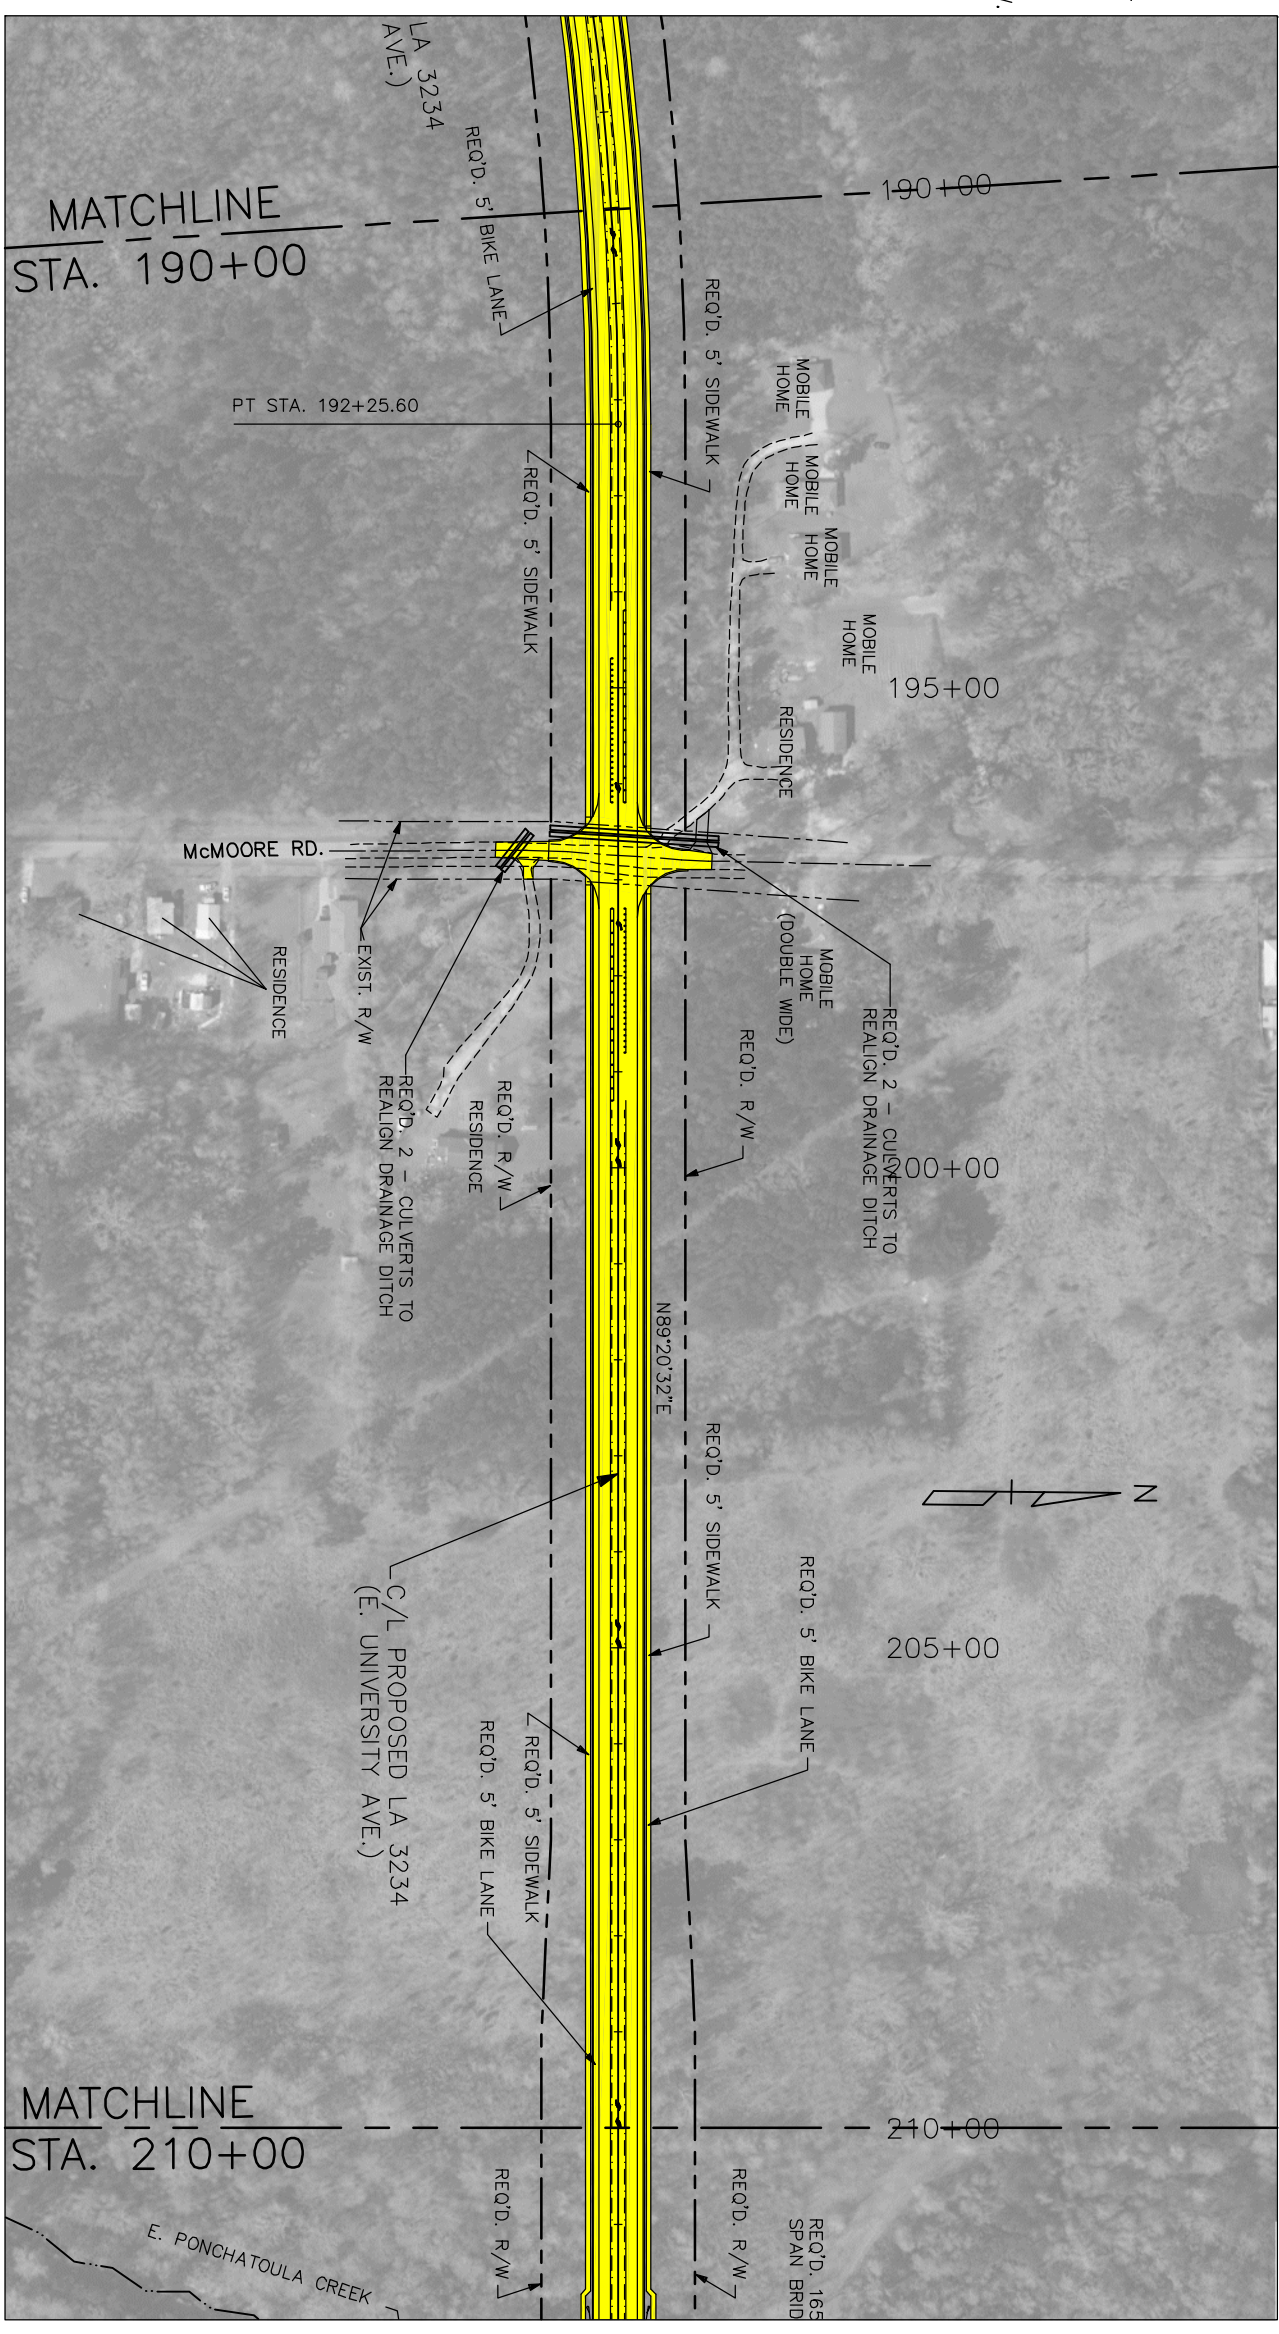 LA 3234
AVE.)
REQ'D. 5' BIKE LANE
MATCHLINE
STA. 190+00
190+00
REQ'D. 5' SIDEWALK
MOBILE
HOME
PT STA. 192+25.60
REQ'D. 5' SIDEWALK
MOBILE
HOME
MOBILE
HOME
MOBILE
HOME
195+00
RESIDENCE
McMOORE RD.
EXIST. R/W
RESIDENCE
MOBILE
HOME
(DOUBLE WIDE)
REQ'D. 2 - CULVERTS TO
REALIGN DRAINAGE DITCH
REQ'D. R/W
REQ'D. 2 - CULVERTS TO
REALIGN DRAINAGE DITCH
REQ'D. R/W
RESIDENCE
200+00
N89°20'32"E
REQ'D. 5' SIDEWALK
N
REQ'D. 5' BIKE LANE
C/L PROPOSED LA 3234
(E. UNIVERSITY AVE.)
205+00
REQ'D. 5' SIDEWALK
REQ'D. 5' BIKE LANE
MATCHLINE
STA. 210+00
210+00
REQ'D. R/W
REQ'D. R/W
REQ'D. 165
SPAN BRID
E. PONCHATOULA CREEK